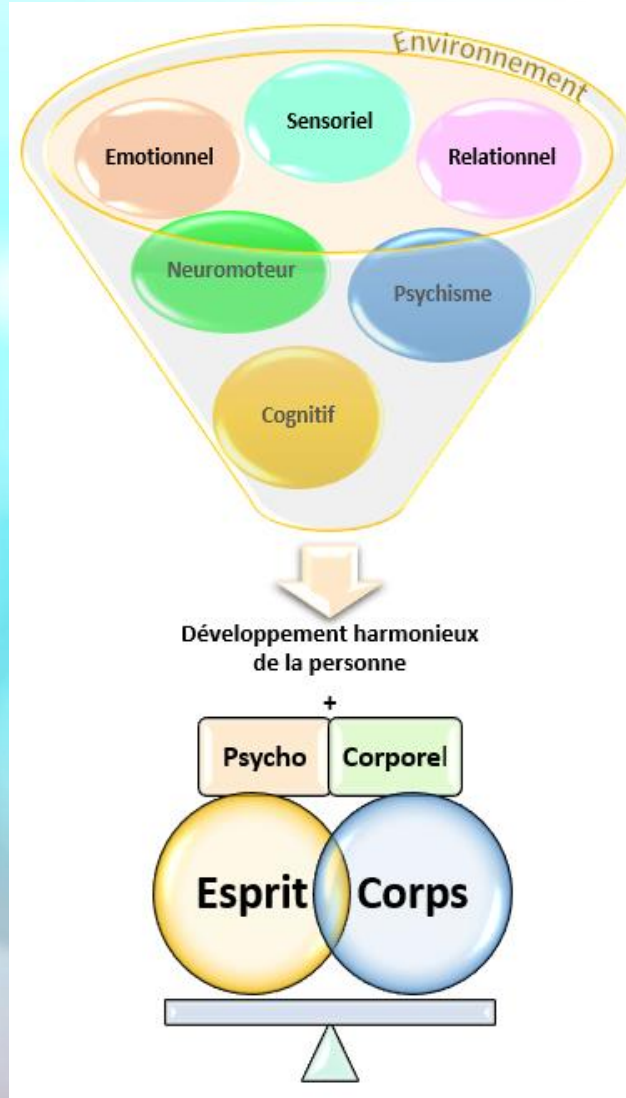 Environnement
Sensoriel
Emotionnel
Relationnel
Neuromoteur
Psychisme
Cognitif
Développement harmonieux
de la personne
+
Psycho Corporel
Esprit Corps